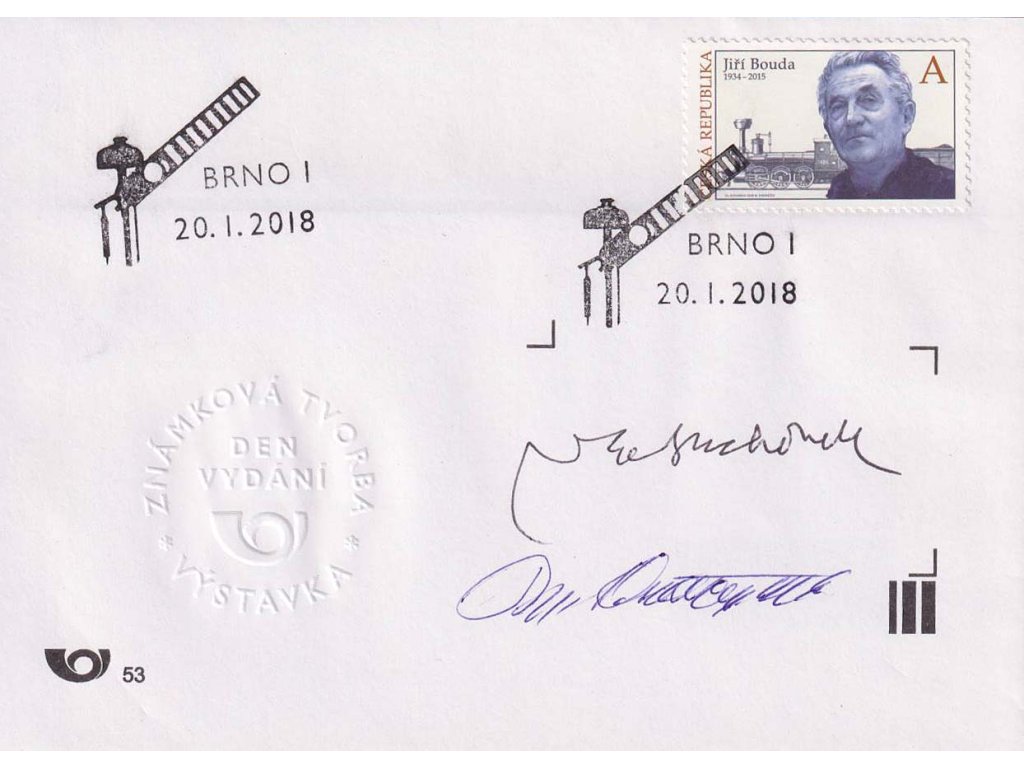 Jiří Bouda
1934 - 2015
A
KÁ REPUBLIKA
BRNO 1
20. 1. 2018
BRNO 1
20. 1. 2018
ZNÁMKOVÁ TVORBA
DEN
VYDÁNÍ
* VÝSTAVKA *
53